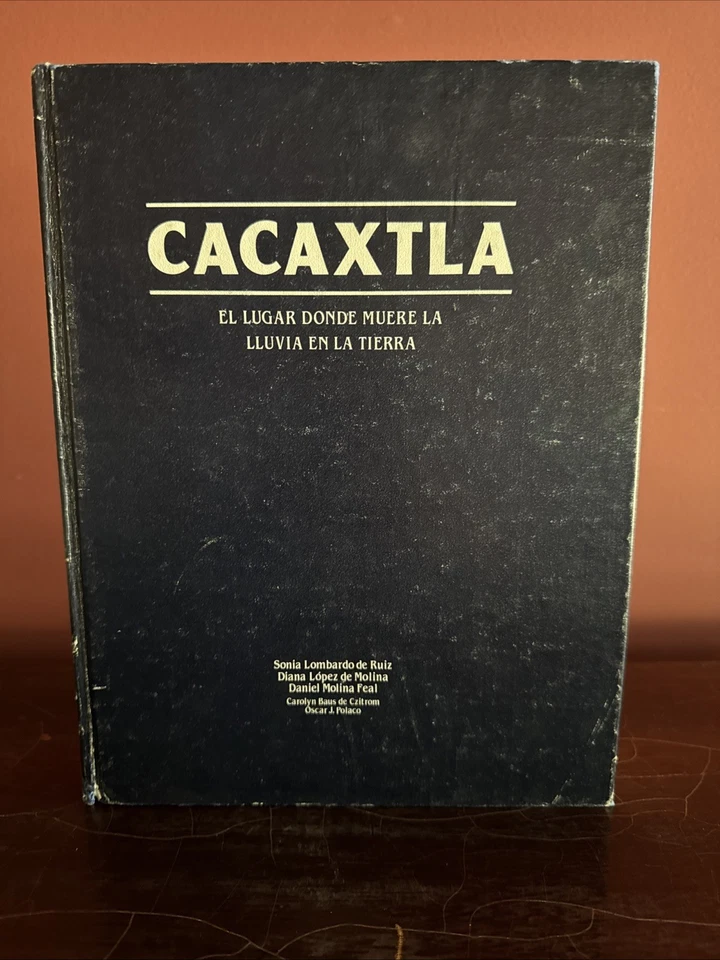 CACAXTLA
EL LUGAR DONDE MUERE LA
LLUVIA EN LA TIERRA
Sonia Lombardo de Ruiz
Diana López de Molina
Daniel Molina Feal
Carolyn Baus de Czitrom
Óscar J. Polaco